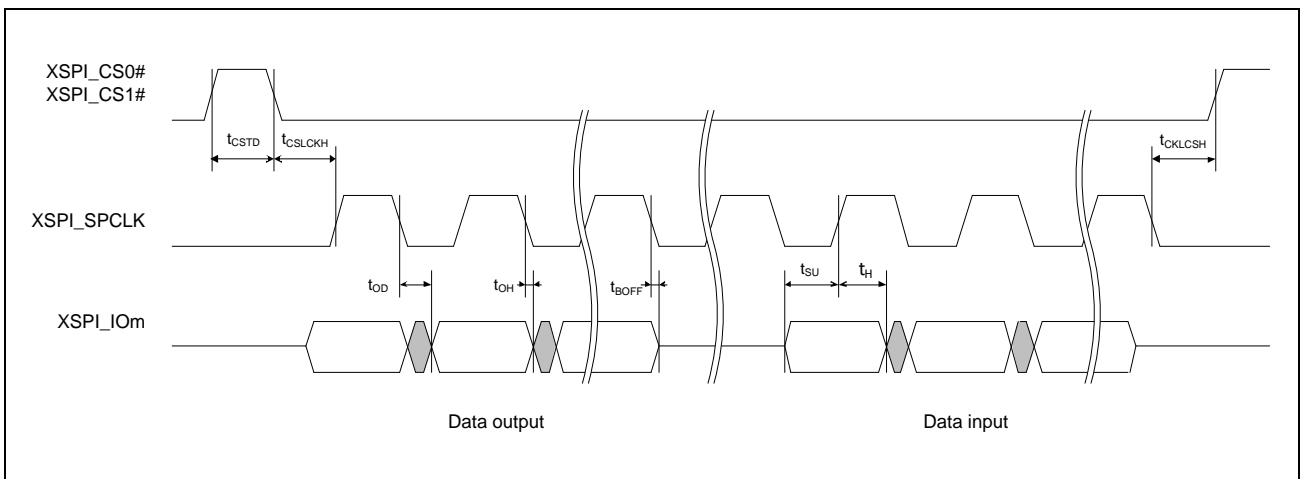 XSPI_CS0#
XSPI_CS1#
tCSTD
tCSLCKH
tCKLCSH
XSPI_SPCLK
tOD
tOH
tBOFF
tSU
tH
XSPI_IOm
Data output
Data input